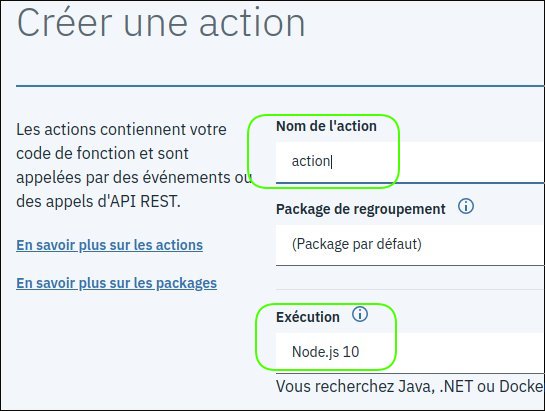 Créer une action
Les actions contiennent votre
code de fonction et sont
appelées par des événements ou
des appels d'API REST.
En savoir plus sur les actions
En savoir plus sur les packages
Nom de l'action
action
Package de regroupement
(Package par défaut)
Exécution
Node.js 10
Vous recherchez Java, .NET ou Docke